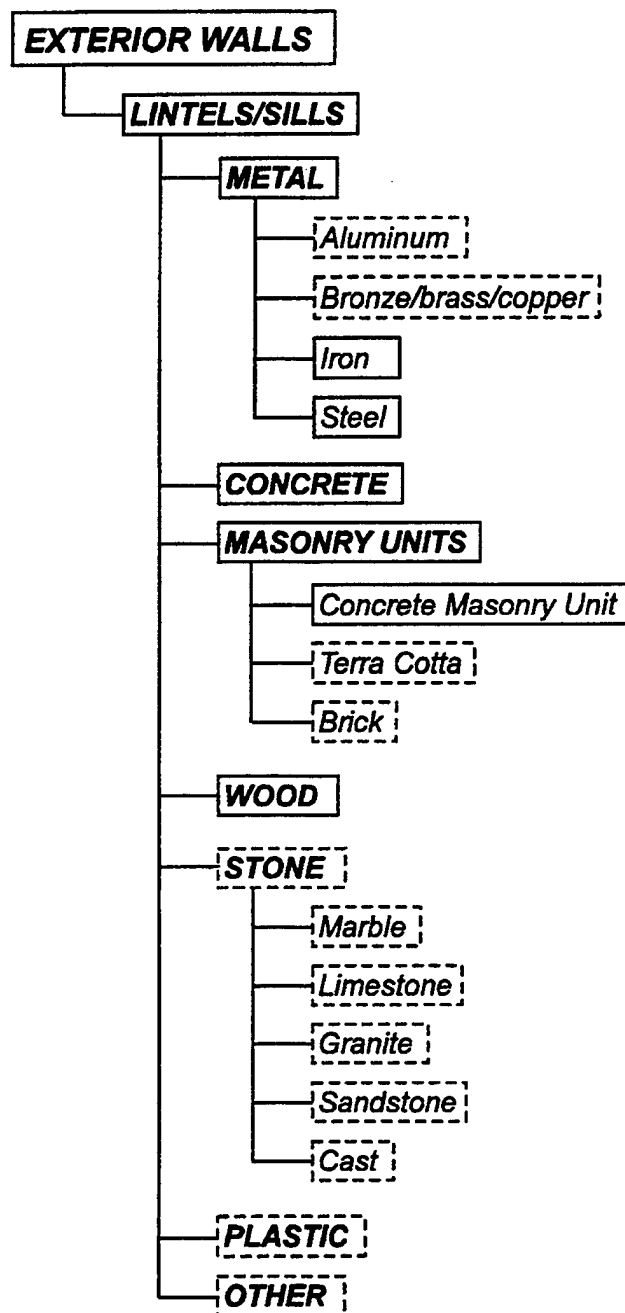 EXTERIOR WALLS
LINTELS/SILLS
METAL
Aluminum
Bronze/brass/copper
Iron
Steel
CONCRETE
MASONRY UNITS
Concrete Masonry Unit
Terra Cotta
Brick
WOOD
STONE
Marble
Limestone
Granite
Sandstone
Cast
PLASTIC
OTHER